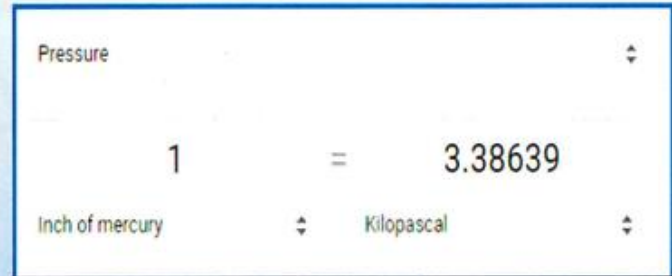 Pressure
1 = 3.38639
Inch of mercury Kilopascal